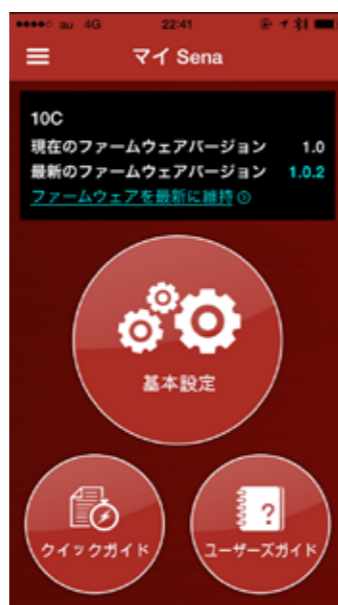 au 4G 22:41
マイ Sena
10C
現在のファームウェアバージョン 1.0
最新のファームウェアバージョン 1.0.2
ファームウェアを最新に維持
基本設定
クイックガイド
?
ユーザーズガイド